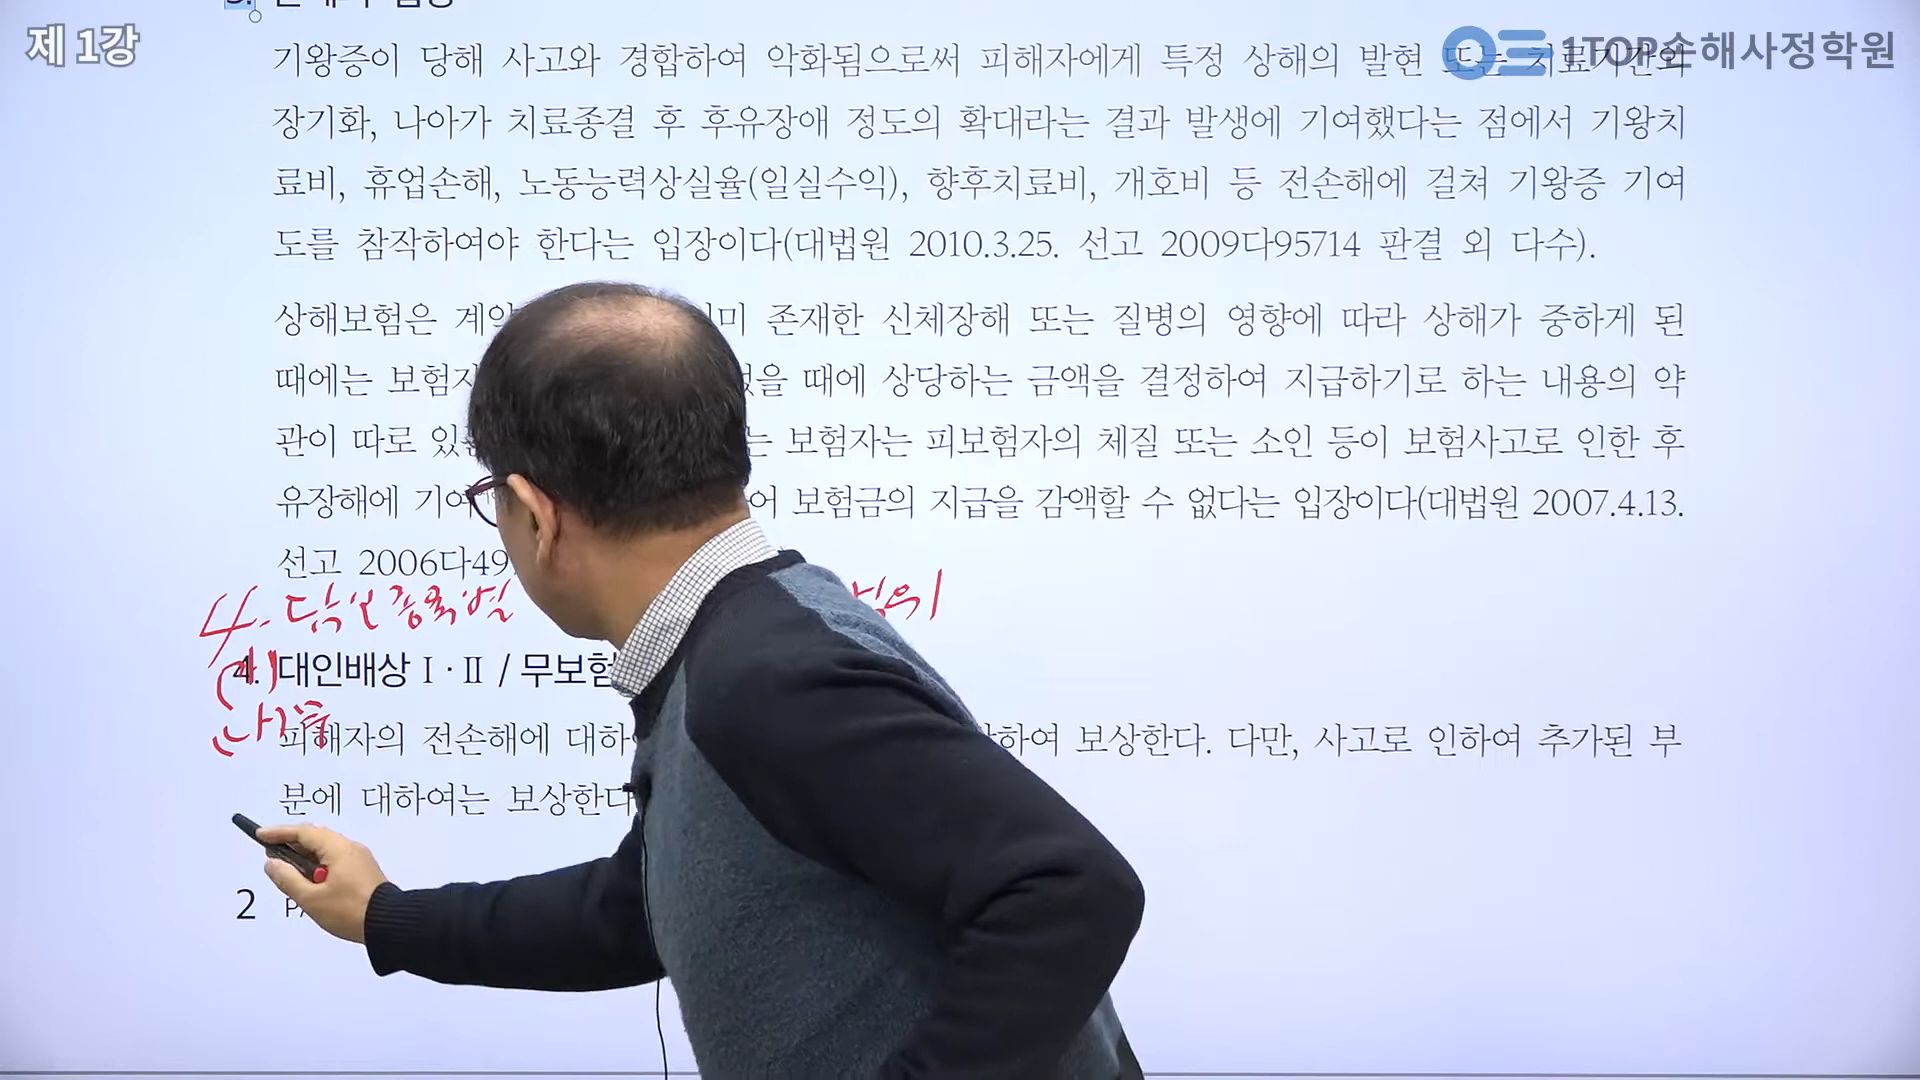 제 1강
1TOP손해사정학원
기왕증이 당해 사고와 경합하여 악화됨으로써 피해자에게 특정 상해의 발현 또는 치료기간의
장기화, 나아가 치료종결 후 후유장애 정도의 확대라는 결과 발생에 기여했다는 점에서 기왕치
료비, 휴업손해, 노동능력상실율(일실수익), 향후치료비, 개호비 등 전손해에 걸쳐 기왕증 기여
도를 참작하여야 한다는 입장이다(대법원 2010.3.25. 선고 2009다95714 판결 외 다수).
상해보험은 존재한 신체장해 또는 질병의 영향에 따라 상해가 중하게 된
때에는 때에 상당하는 금액을 결정하여 지급하기로 하는 내용의 약
관이 따로 보험자는 피보험자의 체질 또는 소인 등이 보험사고로 인한 후
유장해에 보험금의 지급을 감액할 수 없다는 입장이다(대법원 2007.4.13.
선고 2006다49
4. 담보종목별
4. 대인배상 Ⅰ·Ⅱ / 무보험
피해자의 전손해에 보상한다. 다만, 사고로 인하여 추가된 부
분에 대하여는 보상한다
2